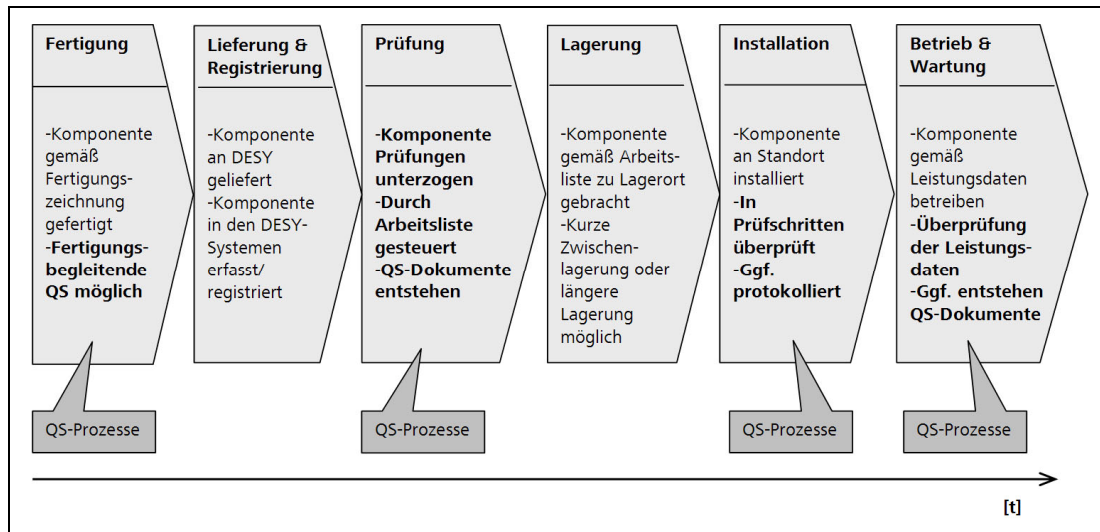 Fertigung
-Komponente
gemäß
Fertigungs-
zeichnung
gefertigt
-Fertigungs-
begleitende
QS möglich
Lieferung &
Registrierung
-Komponente
an DESY
geliefert
-Komponente
in den DESY-
Systemen
erfasst/
registriert
Prüfung
-Komponente
Prüfungen
unterzogen
-Durch
Arbeitsliste
gesteuert
-QS-Dokumente
entstehen
Lagerung
-Komponente
gemäß Arbeits-
liste zu Lagerort
gebracht
-Kurze
Zwischen-
lagerung oder
längere
Lagerung
möglich
Installation
-Komponente
an Standort
installiert
-In
Prüfschritten
überprüft
-Ggf.
protokolliert
Betrieb &
Wartung
-Komponente
gemäß
Leistungsdaten
betreiben
-Überprüfung
der Leistungs-
daten
-Ggf. entstehen
QS-Dokumente
QS-Prozesse
QS-Prozesse
QS-Prozesse
QS-Prozesse
[t]